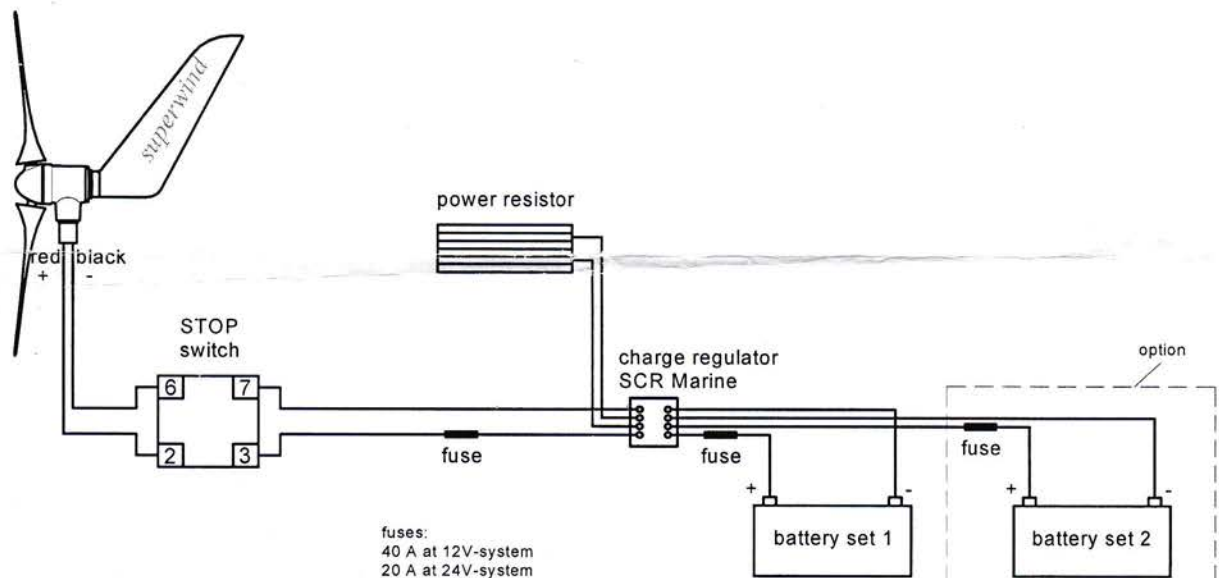 superwind
power resistor
red
black
+
-
STOP
switch
6
7
2
3
charge regulator
SCR Marine
option
fuse
fuse
fuse
+
-
+
-
battery set 1
battery set 2
fuses:
40 A at 12V-system
20 A at 24V-system